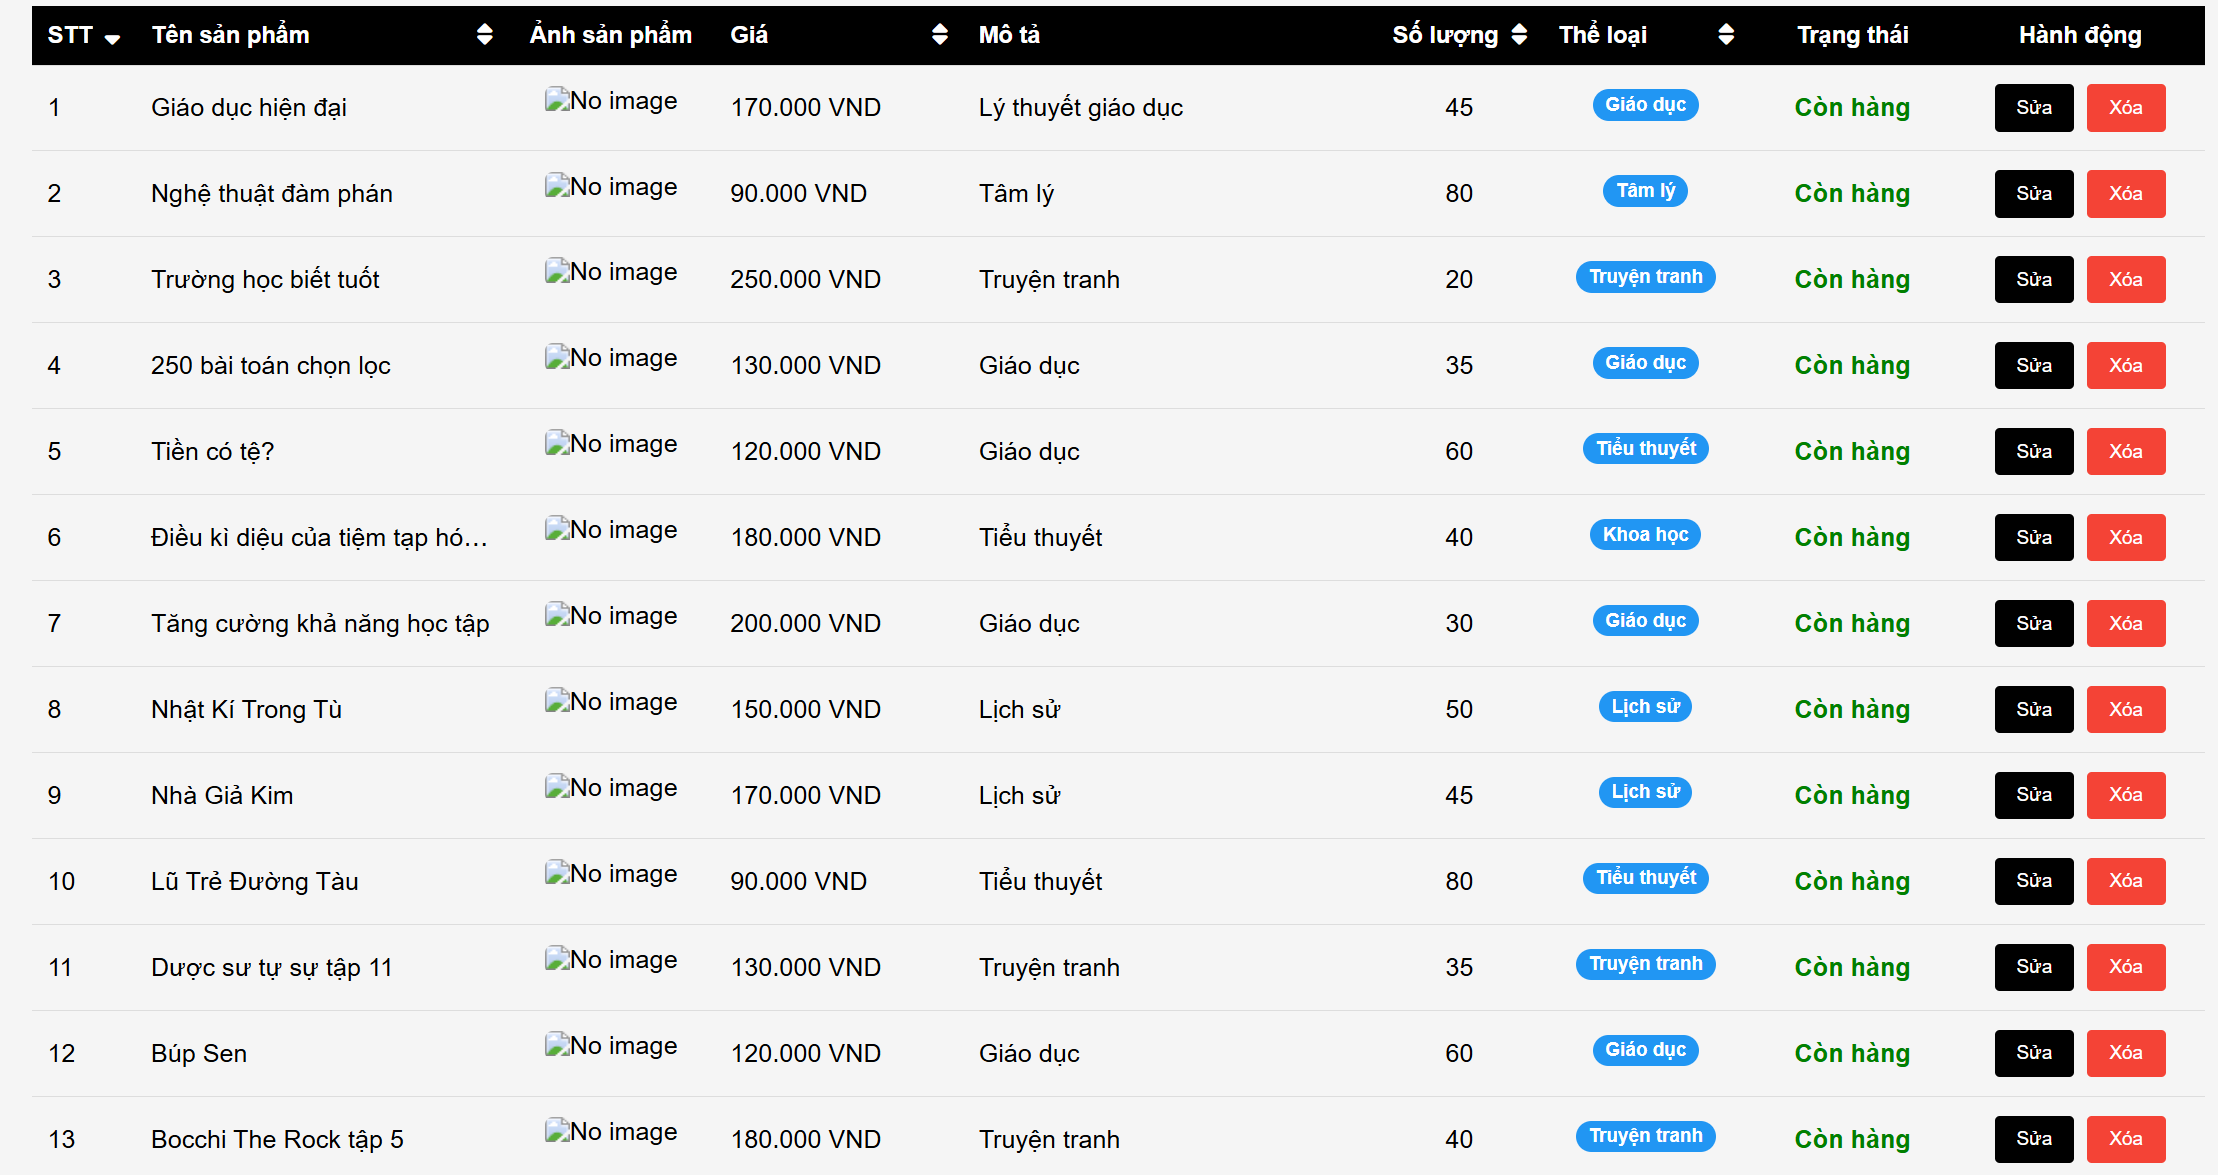 STT Tên sản phẩm Ảnh sản phẩm Giá Mô tả Số lượng Thể loại Trạng thái Hành động
1 Giáo dục hiện đại No image 170.000 VND Lý thuyết giáo dục 45 Giáo dục Còn hàng Sửa Xóa
2 Nghệ thuật đàm phán No image 90.000 VND Tâm lý 80 Tâm lý Còn hàng Sửa Xóa
3 Trường học biết tuốt No image 250.000 VND Truyện tranh 20 Truyện tranh Còn hàng Sửa Xóa
4 250 bài toán chọn lọc No image 130.000 VND Giáo dục 35 Giáo dục Còn hàng Sửa Xóa
5 Tiền có tệ? No image 120.000 VND Giáo dục 60 Tiểu thuyết Còn hàng Sửa Xóa
6 Điều kì diệu của tiệm tạp hó... No image 180.000 VND Tiểu thuyết 40 Khoa học Còn hàng Sửa Xóa
7 Tăng cường khả năng học tập No image 200.000 VND Giáo dục 30 Giáo dục Còn hàng Sửa Xóa
8 Nhật Kí Trong Tù No image 150.000 VND Lịch sử 50 Lịch sử Còn hàng Sửa Xóa
9 Nhà Giả Kim No image 170.000 VND Lịch sử 45 Lịch sử Còn hàng Sửa Xóa
10 Lũ Trẻ Đường Tàu No image 90.000 VND Tiểu thuyết 80 Tiểu thuyết Còn hàng Sửa Xóa
11 Dược sư tự sự tập 11 No image 130.000 VND Truyện tranh 35 Truyện tranh Còn hàng Sửa Xóa
12 Búp Sen No image 120.000 VND Giáo dục 60 Giáo dục Còn hàng Sửa Xóa
13 Bocchi The Rock tập 5 No image 180.000 VND Truyện tranh 40 Truyện tranh Còn hàng Sửa Xóa